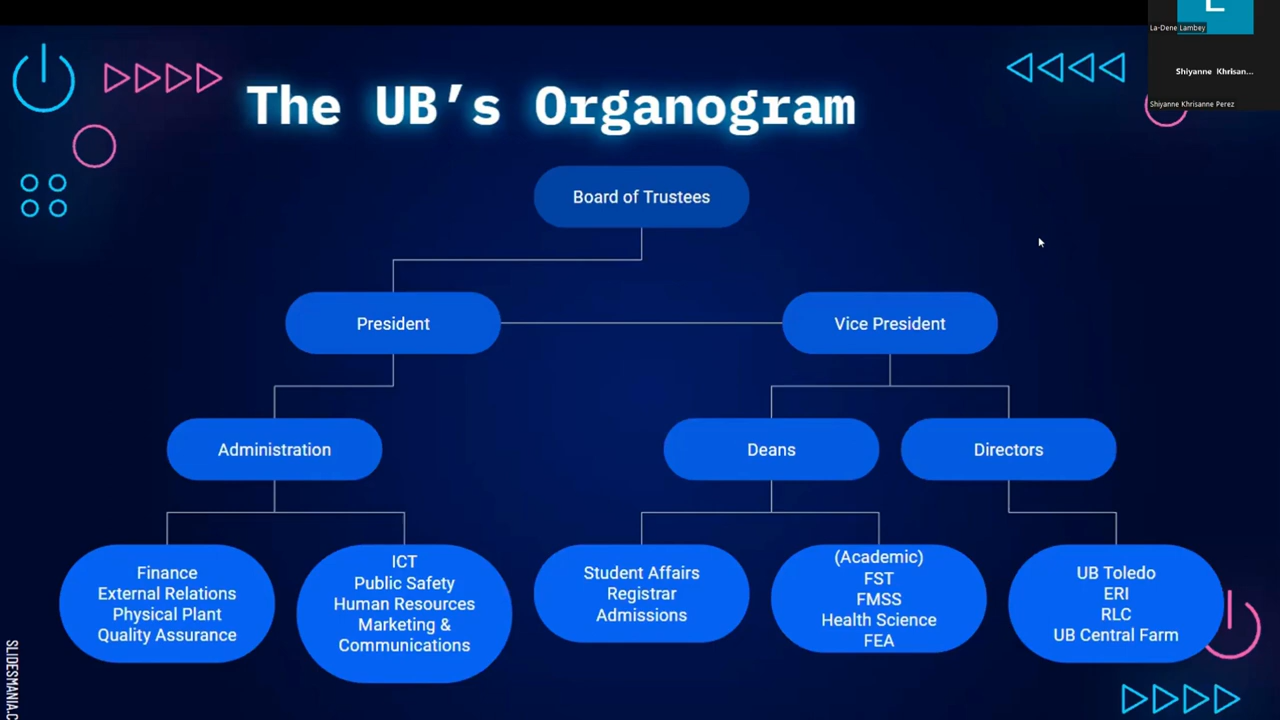 La-Dene Lambey
Shiyanne Khrisan...
Shiyanne Khrisanne Perez
The UB's Organogram
Board of Trustees
President
Vice President
Administration
Deans
Directors
Finance
External Relations
Physical Plant
Quality Assurance
ICT
Public Safety
Human Resources
Marketing &
Communications
Student Affairs
Registrar
Admissions
(Academic)
FST
FMSS
Health Science
FEA
UB Toledo
ERI
RLC
UB Central Farm
SLIDESMANIA.C